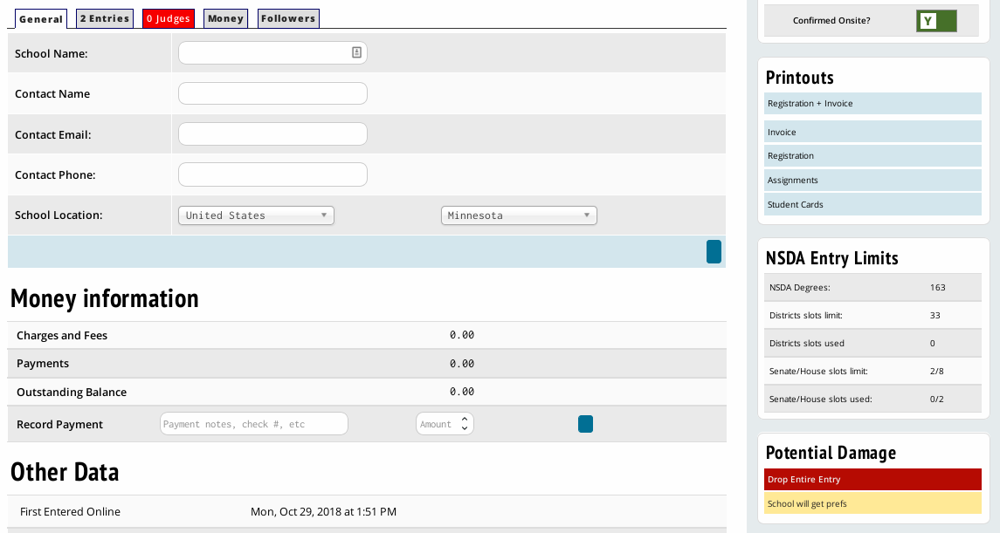 General
2 Entries
0 Judges
Money
Followers
School Name:
Contact Name
Contact Email:
Contact Phone:
School Location:
United States
Minnesota
Money information
Charges and Fees 0.00
Payments 0.00
Outstanding Balance 0.00
Record Payment
Payment notes, check #, etc
Amount
Other Data
First Entered Online Mon, Oct 29, 2018 at 1:51 PM
Confirmed Onsite? Y
Printouts
Registration + Invoice
Invoice
Registration
Assignments
Student Cards
NSDA Entry Limits
NSDA Degrees: 163
Districts slots limit: 33
Districts slots used 0
Senate/House slots limit: 2/8
Senate/House slots used: 0/2
Potential Damage
Drop Entire Entry
School will get prefs